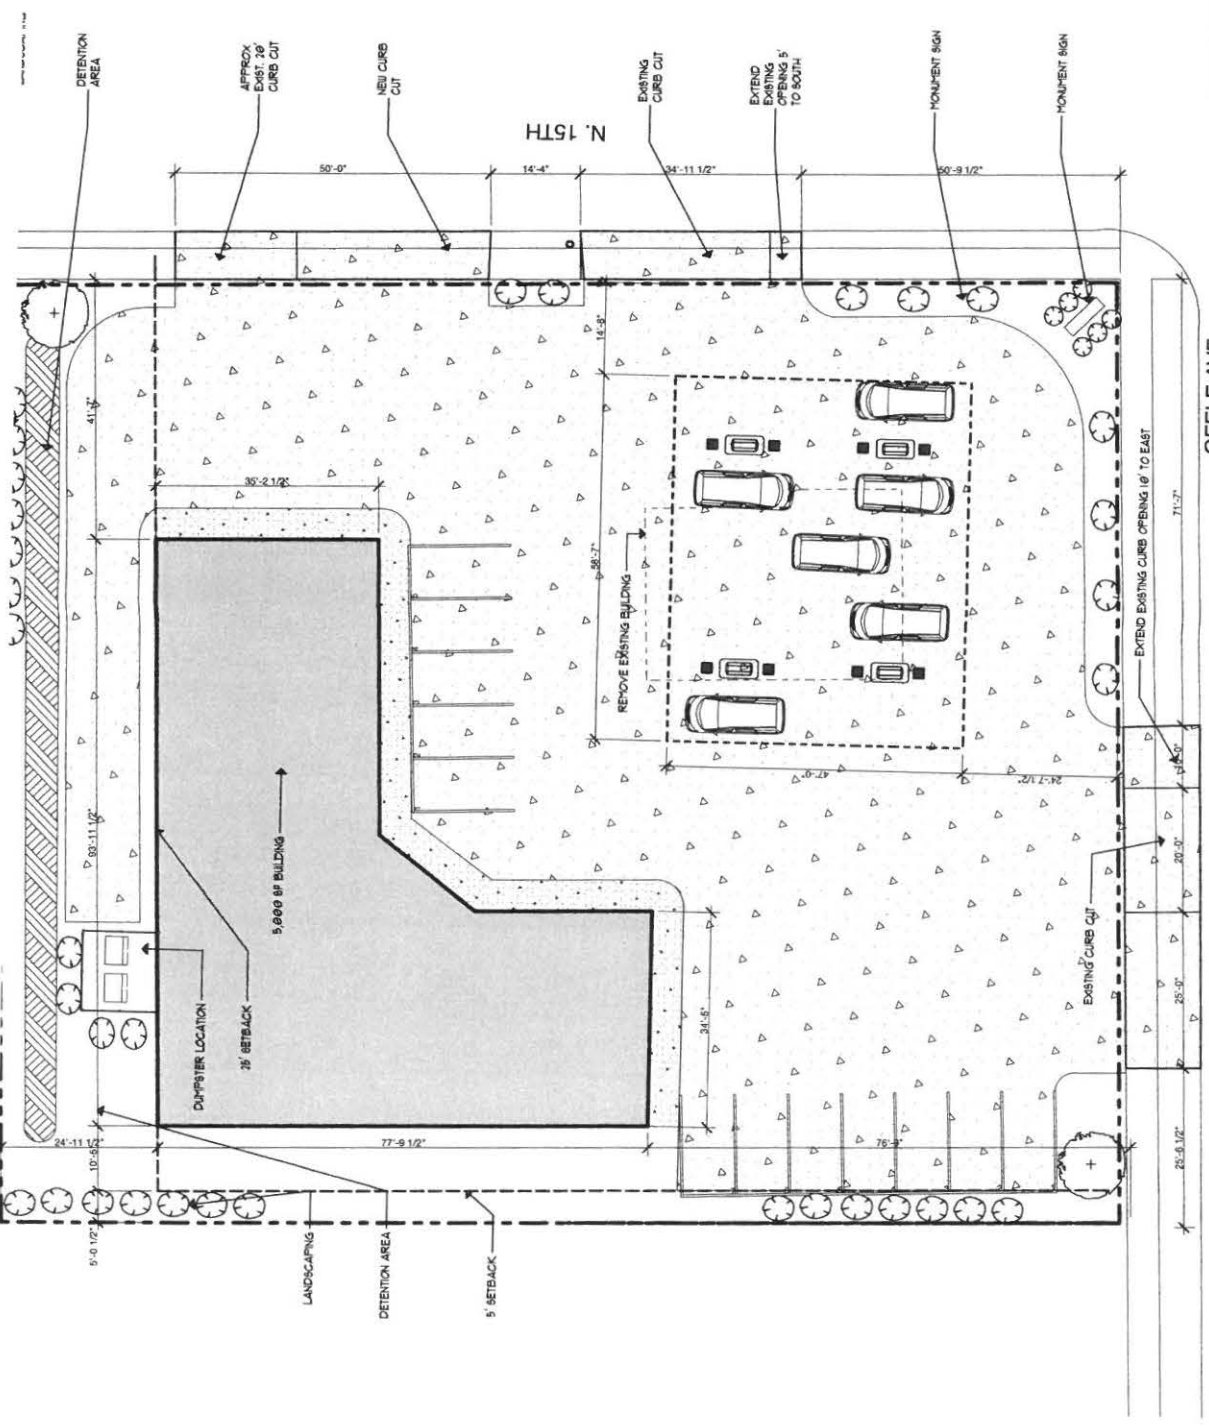 DETENTION
AREA
APPROX
EXIST. 20'
CURB CUT
NEW CURB
CUT
EXISTING
CURB CUT
EXTEND
EXISTING
OPENING 5'
TO SOUTH
MONUMENT SIGN
MONUMENT SIGN
N. 15TH
50'-0"
14'-4"
34'-11 1/2"
50'-9 1/2"
41'-7"
14'-8"
35'-2 1/2"
58'-7"
REMOVE EXISTING BUILDING
71'-7"
EXTEND EXISTING CURB OPENING 10' TO EAST
47'-0"
24'-7 1/2"
10'-0"
93'-11 1/2"
5,000 SF BUILDING
20'-0"
EXISTING CURB CUT
25'-0"
DUMPSTER LOCATION
25' SETBACK
34'-5"
24'-11 1/2"
77'-9 1/2"
76'-9"
10'-5"
25'-6 1/2"
5'-0 1/2"
LANDSCAPING
DETENTION AREA
5' SETBACK